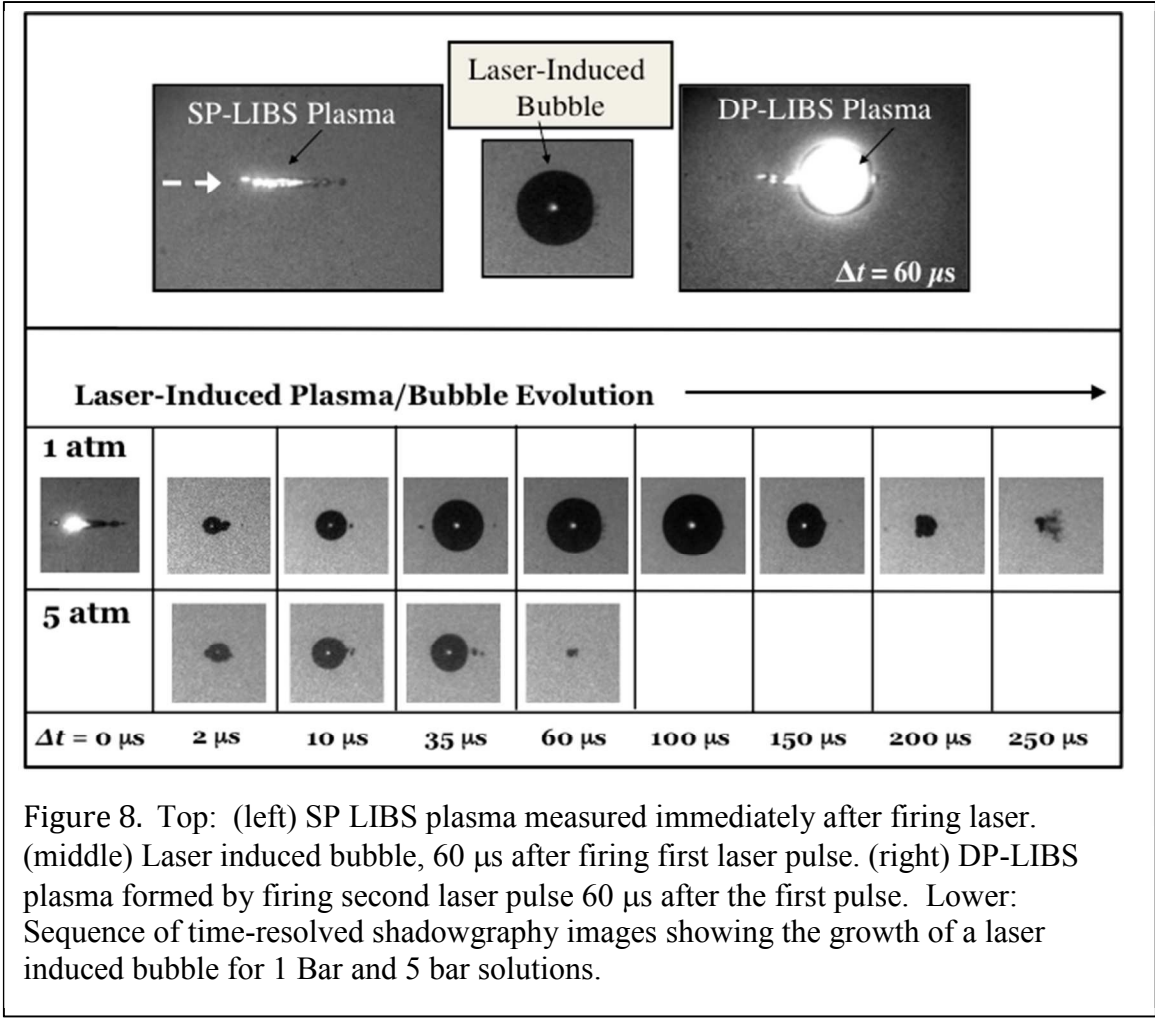 SP-LIBS Plasma
Laser-Induced
Bubble
DP-LIBS Plasma
Δt = 60 µs
Laser-Induced Plasma/Bubble Evolution
1 atm
5 atm
Δt = 0 µs 2 µs 10 µs 35 µs 60 µs 100 µs 150 µs 200 µs 250 µs
Figure 8. Top: (left) SP LIBS plasma measured immediately after firing laser.
(middle) Laser induced bubble, 60 µs after firing first laser pulse. (right) DP-LIBS
plasma formed by firing second laser pulse 60 µs after the first pulse. Lower:
Sequence of time-resolved shadowgraphy images showing the growth of a laser
induced bubble for 1 Bar and 5 bar solutions.